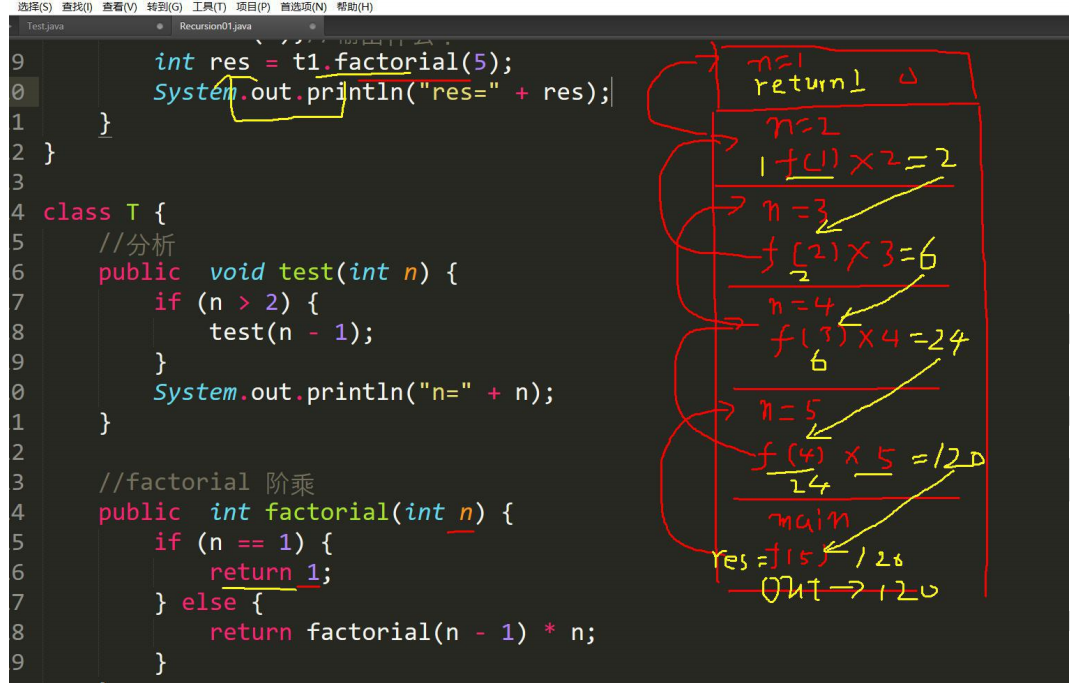 选择(S) 查找(I) 查看(V) 转到(G) 工具(T) 项目(P) 首选项(N) 帮助(H)
Test.java Recursion01.java
9 int res = t1.factorial(5);
0 System.out.println("res=" + res);
1 }
2 }
3
4 class T {
5 //分析
6 public void test(int n) {
7 if (n > 2) {
8 test(n - 1);
9 }
0 System.out.println("n=" + n);
1 }
2
3 //factorial 阶乘
4 public int factorial(int n) {
5 if (n == 1) {
6 return 1;
7 } else {
8 return factorial(n - 1) * n;
9 }
n=1
return1
n=2
1 f(1) × 2 = 2
n=3
f(2) × 3 = 6
2
n=4
f(3) × 4 = 24
6
n=5
f(4) × 5 = 120
24
main
res = f(5) 120
out → 120